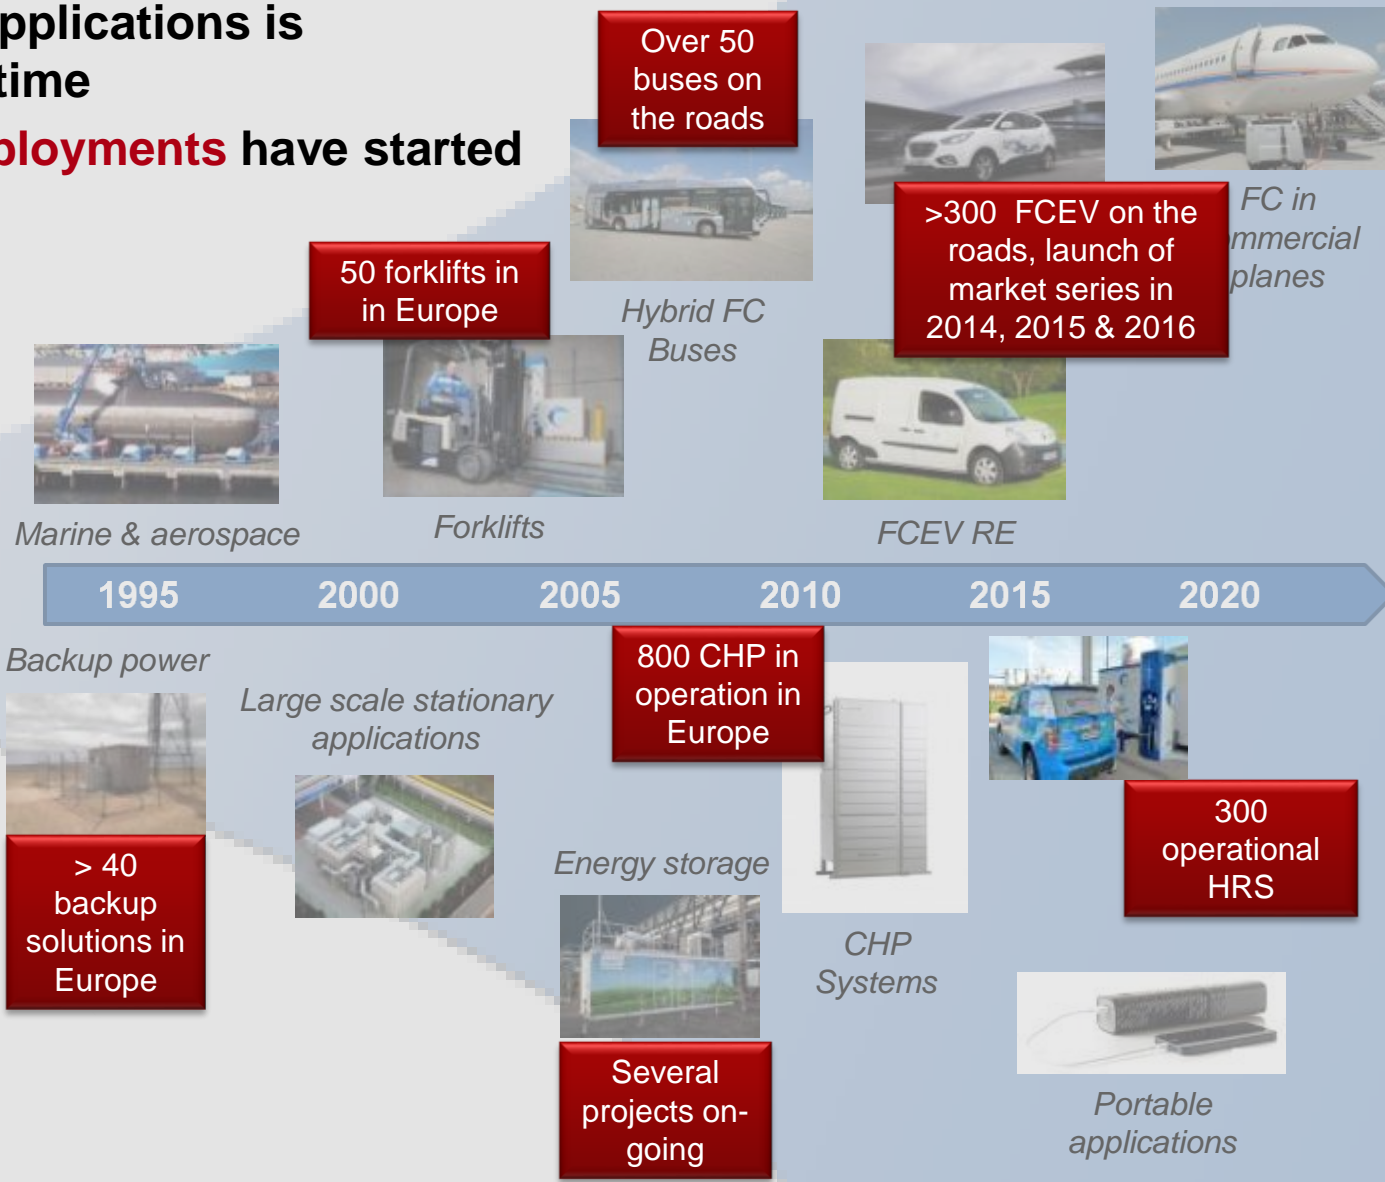 pplications is
time
ployments have started
Over 50
buses on
the roads
50 forklifts in
in Europe
>300 FCEV on the
roads, launch of
market series in
2014, 2015 & 2016
FC in
mmercial
planes
Hybrid FC
Buses
Marine & aerospace
Forklifts
FCEV RE
1995 2000 2005 2010 2015 2020
Backup power
Large scale stationary
applications
800 CHP in
operation in
Europe
> 40
backup
solutions in
Europe
Energy storage
300
operational
HRS
CHP
Systems
Several
projects on-
going
Portable
applications